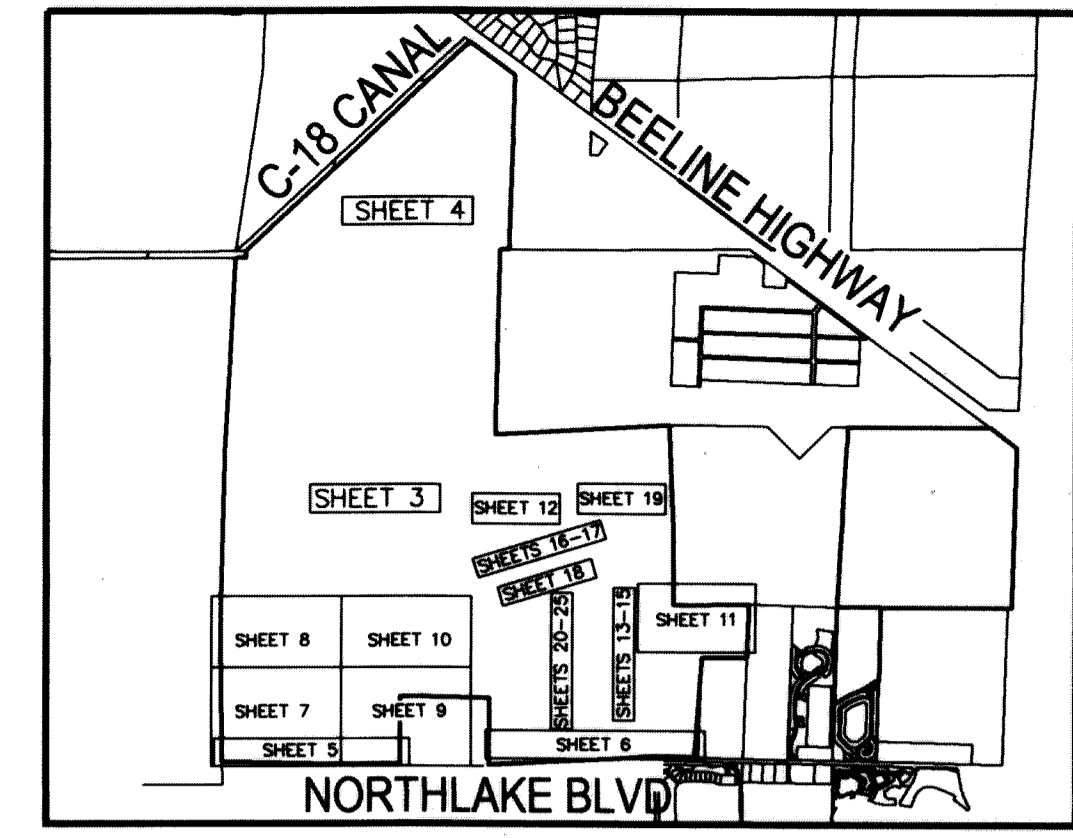 C-18 CANAL
BEELINE HIGHWAY
SHEET 4
SHEET 3
SHEET 12
SHEET 19
SHEETS 16-17
SHEET 18
SHEETS 20-25
SHEETS 13-15
SHEET 11
SHEET 8
SHEET 10
SHEET 7
SHEET 9
SHEET 5
SHEET 6
NORTHLAKE BLVD